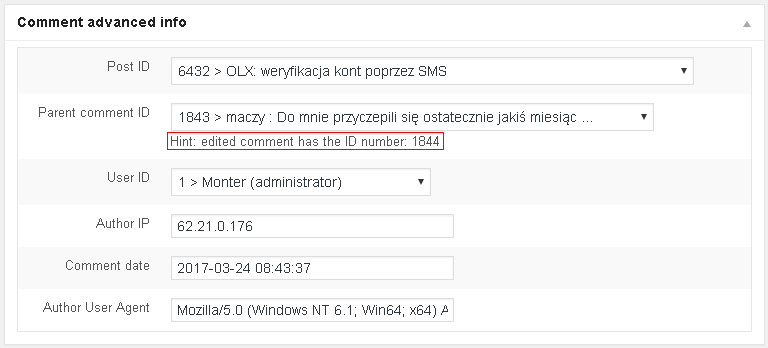 Comment advanced info
Post ID
6432 > OLX: weryfikacja kont poprzez SMS
Parent comment ID
1843 > maczy : Do mnie przyczepili się ostatecznie jakiś miesiąc ...
Hint: edited comment has the ID number: 1844
User ID
1 > Monter (administrator)
Author IP
62.21.0.176
Comment date
2017-03-24 08:43:37
Author User Agent
Mozilla/5.0 (Windows NT 6.1; Win64; x64) A